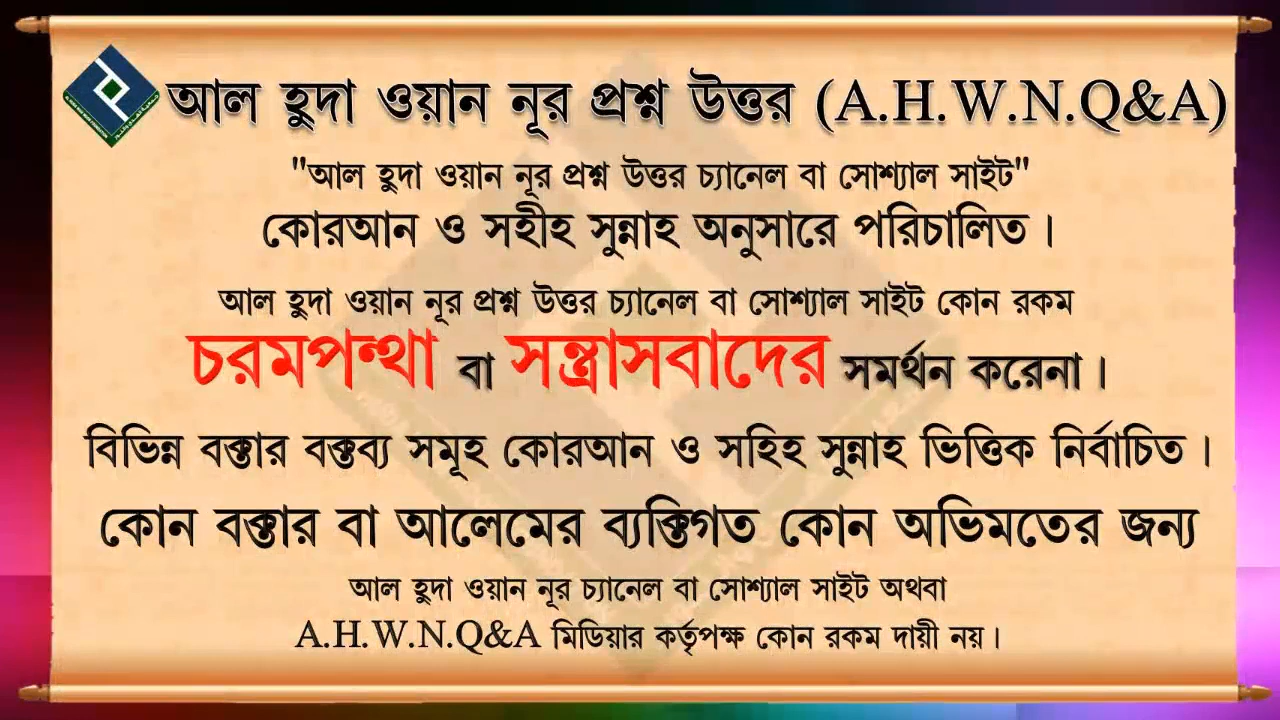 আল হুদা ওয়ান নূর প্রশ্ন উত্তর (A.H.W.N.Q&A)
"আল হুদা ওয়ান নূর প্রশ্ন উত্তর চ্যানেল বা সোশ্যাল সাইট"
কোরআন ও সহীহ সুন্নাহ অনুসারে পরিচালিত।
আল হুদা ওয়ান নূর প্রশ্ন উত্তর চ্যানেল বা সোশ্যাল সাইট কোন রকম
চরমপন্থা বা সন্ত্রাসবাদের সমর্থন করেনা।
বিভিন্ন বক্তার বক্তব্য সমূহ কোরআন ও সহিহ সুন্নাহ ভিত্তিক নির্বাচিত।
কোন বক্তার বা আলেমের ব্যক্তিগত কোন অভিমতের জন্য
আল হুদা ওয়ান নূর চ্যানেল বা সোশ্যাল সাইট অথবা
A.H.W.N.Q&A মিডিয়ার কর্তৃপক্ষ কোন রকম দায়ী নয়।